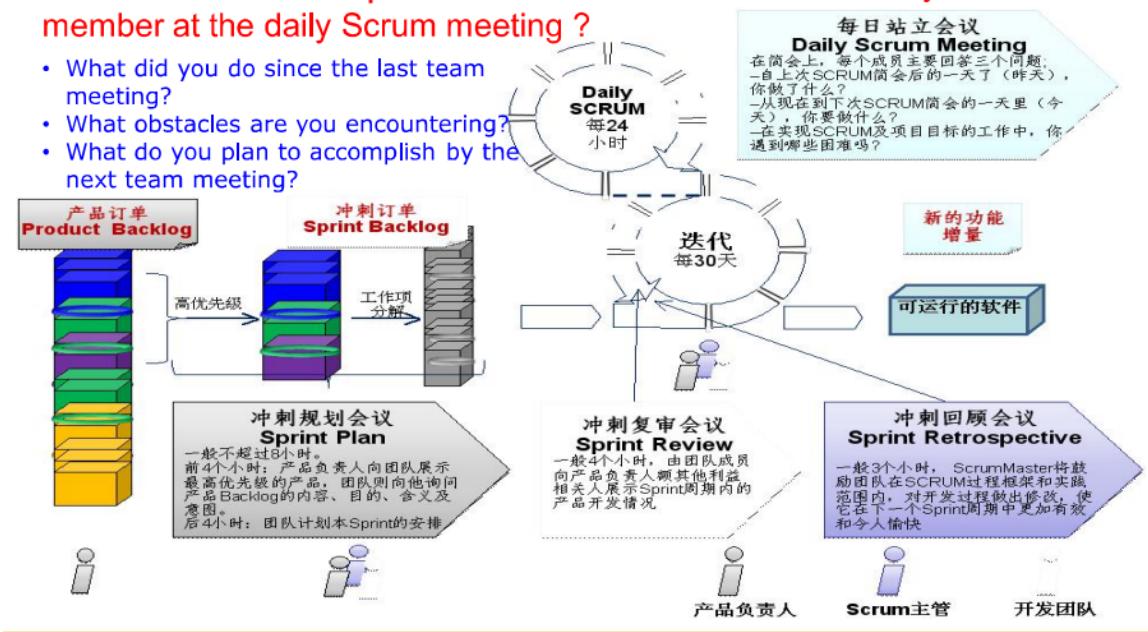 member at the daily Scrum meeting ?
• What did you do since the last team
meeting?
• What obstacles are you encountering?
• What do you plan to accomplish by the
next team meeting?
Daily
SCRUM
每24
小时
每日站立会议
Daily Scrum Meeting
在简会上，每个成员主要回答三个问题;
–自上次SCRUM简会后的一天了（昨天），
你做了什么？
–从现在到下次SCRUM简会的一天里（今
天），你要做什么？
–在实现SCRUM及项目目标的工作中，你
遇到哪些困难吗？
产品订单
Product Backlog
冲刺订单
Sprint Backlog
高优先级
工作项
分解
迭代
每30天
新的功能
增量
可运行的软件
冲刺规划会议
Sprint Plan
一般不超过8小时。
前4个小时：产品负责人向团队展示
最高优先级的产品，团队则向他询问
产品Backlog的内容、目的、含义及
意图。
后4小时：团队计划本Sprint的安排
冲刺复审会议
Sprint Review
一般4个小时，由团队成员
向产品负责人额其他利益
相关人展示Sprint周期内的
产品开发情况
冲刺回顾会议
Sprint Retrospective
一般3个小时， ScrumMaster将鼓
励团队在SCRUM过程框架和实践
范围内，对开发过程做出修改，使
它在下一个Sprint周期中更加有效
和令人愉快
产品负责人
Scrum主管
开发团队